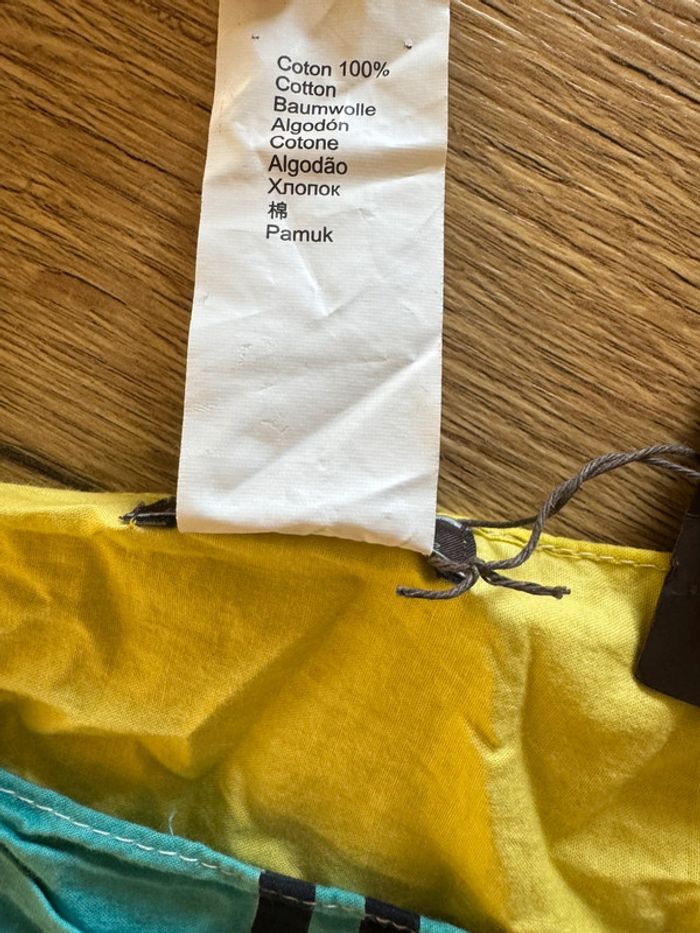 Coton 100%
Cotton
Baumwolle
Algodón
Cotone
Algodão
Хлопок
棉
Pamuk